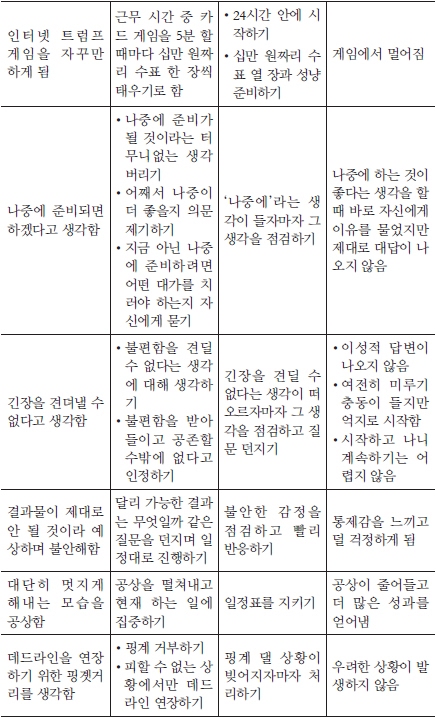 인터넷 트럼프
게임을 자꾸만
하게 됨
근무 시간 중 카
드 게임을 5분 할
때마다 십만 원짜
리 수표 한 장씩
태우기로 함
• 24시간 안에 시
작하기
• 십만 원짜리 수
표 열 장과 성냥
준비하기
게임에서 멀어짐
나중에 준비되면
하겠다고 생각함
• 나중에 준비가
될 것이라는 터
무니없는 생각
버리기
• 어째서 나중이
더 좋을지 의문
제기하기
• 지금 아닌 나중
에 준비하려면
어떤 대가를 치
러야 하는지 자
신에게 묻기
‘나중에’라는 생
각이 들자마자 그
생각을 점검하기
나중에 하는 것이
좋다는 생각을 할
때 바로 자신에게
이유를 물었지만
제대로 대답이 나
오지 않음
긴장을 견뎌낼 수
없다고 생각함
• 불편함을 견딜
수 없다는 생각
에 대해 생각하
기
• 불편함을 받아
들이고 공존할
수밖에 없다고
인정하기
긴장을 견딜 수
없다는 생각이 떠
오르자마자 그 생
각을 점검하고 질
문 던지기
• 이성적 답변이
나오지 않음
• 여전히 미루기
충동이 들지만
억지로 시작함
• 시작하고 나니
계속하기는 어
렵지 않음
결과물이 제대로
안 될 것이라 예
상하며 불안해함
달리 가능한 결과
는 무엇일까 같은
질문을 던지며 일
정대로 진행하기
불안한 감정을
점검하고 빨리
반응하기
통제감을 느끼고
덜 걱정하게 됨
대단히 멋지게
해내는 모습을
공상함
공상을 떨쳐내고
현재 하는 일에
집중하기
일정표를 지키기
공상이 줄어들고
더 많은 성과를
얻어냄
데드라인을 연장
하기 위한 핑곗거
리를 생각함
• 핑계 거부하기
• 피할 수 없는 상
황에서만 데드
라인 연장하기
핑계 댈 상황이
빚어지자마자 처
리하기
우려한 상황이 발
생하지 않음